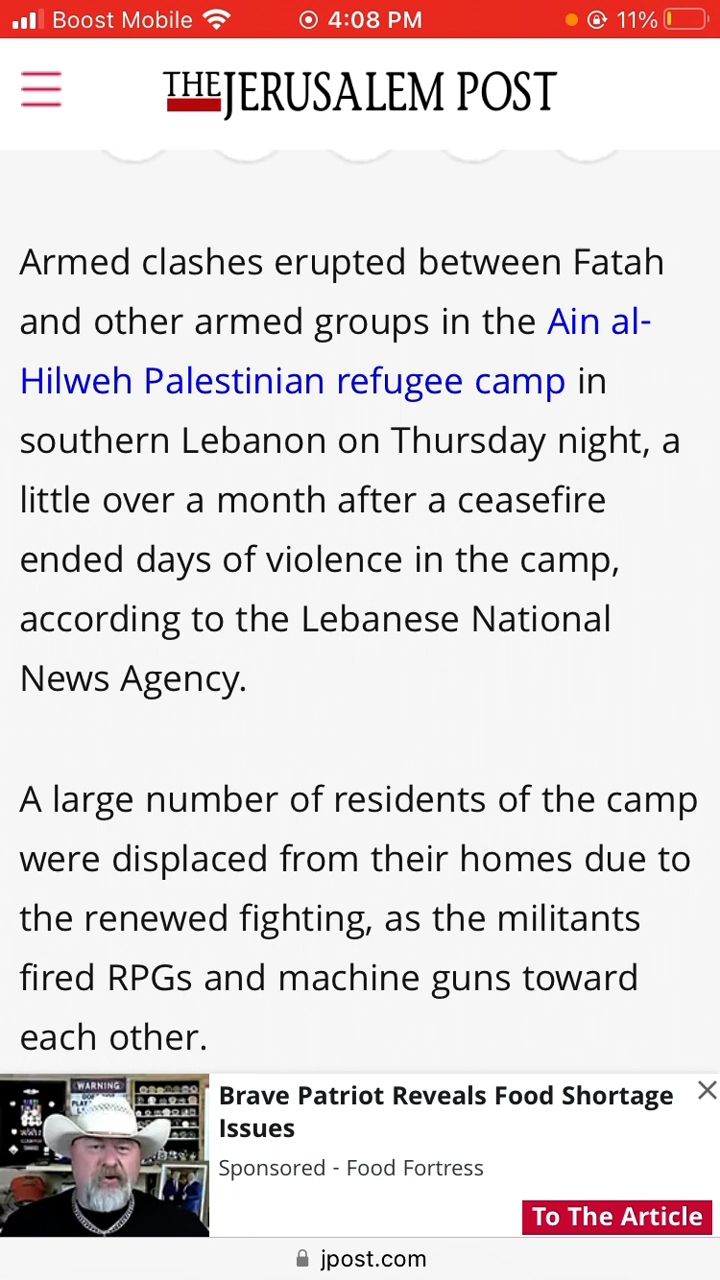 Boost Mobile 4:08 PM 11%
THE JERUSALEM POST
Armed clashes erupted between Fatah
and other armed groups in the Ain al-
Hilweh Palestinian refugee camp in
southern Lebanon on Thursday night, a
little over a month after a ceasefire
ended days of violence in the camp,
according to the Lebanese National
News Agency.
A large number of residents of the camp
were displaced from their homes due to
the renewed fighting, as the militants
fired RPGs and machine guns toward
each other.
WARNING
Brave Patriot Reveals Food Shortage
Issues
Sponsored - Food Fortress
To The Article
jpost.com